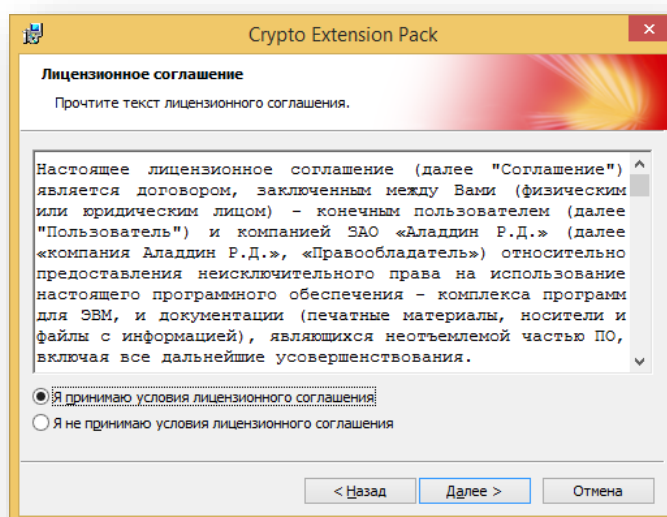 Crypto Extension Pack
Лицензионное соглашение
Прочтите текст лицензионного соглашения.
Настоящее лицензионное соглашение (далее "Соглашение")
является договором, заключенным между Вами (физическим
или юридическим лицом) – конечным пользователем (далее
"Пользователь") и компанией ЗАО «Аладдин Р.Д.» (далее
«компания Аладдин Р.Д.», «Правообладатель») относительно
предоставления неисключительного права на использование
настоящего программного обеспечения – комплекса программ
для ЭВМ, и документации (печатные материалы, носители и
файлы с информацией), являющихся неотъемлемой частью ПО,
включая все дальнейшие усовершенствования.
Я принимаю условия лицензионного соглашения
Я не принимаю условия лицензионного соглашения
< Назад
Далее >
Отмена